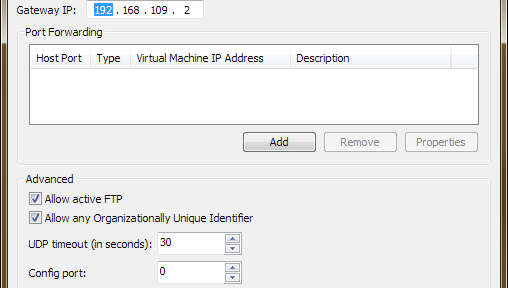 Gateway IP: 192 . 168 . 109 . 2
Port Forwarding
Host Port Type Virtual Machine IP Address Description
Add Remove Properties
Advanced
Allow active FTP
Allow any Organizationally Unique Identifier
UDP timeout (in seconds): 30
Config port: 0